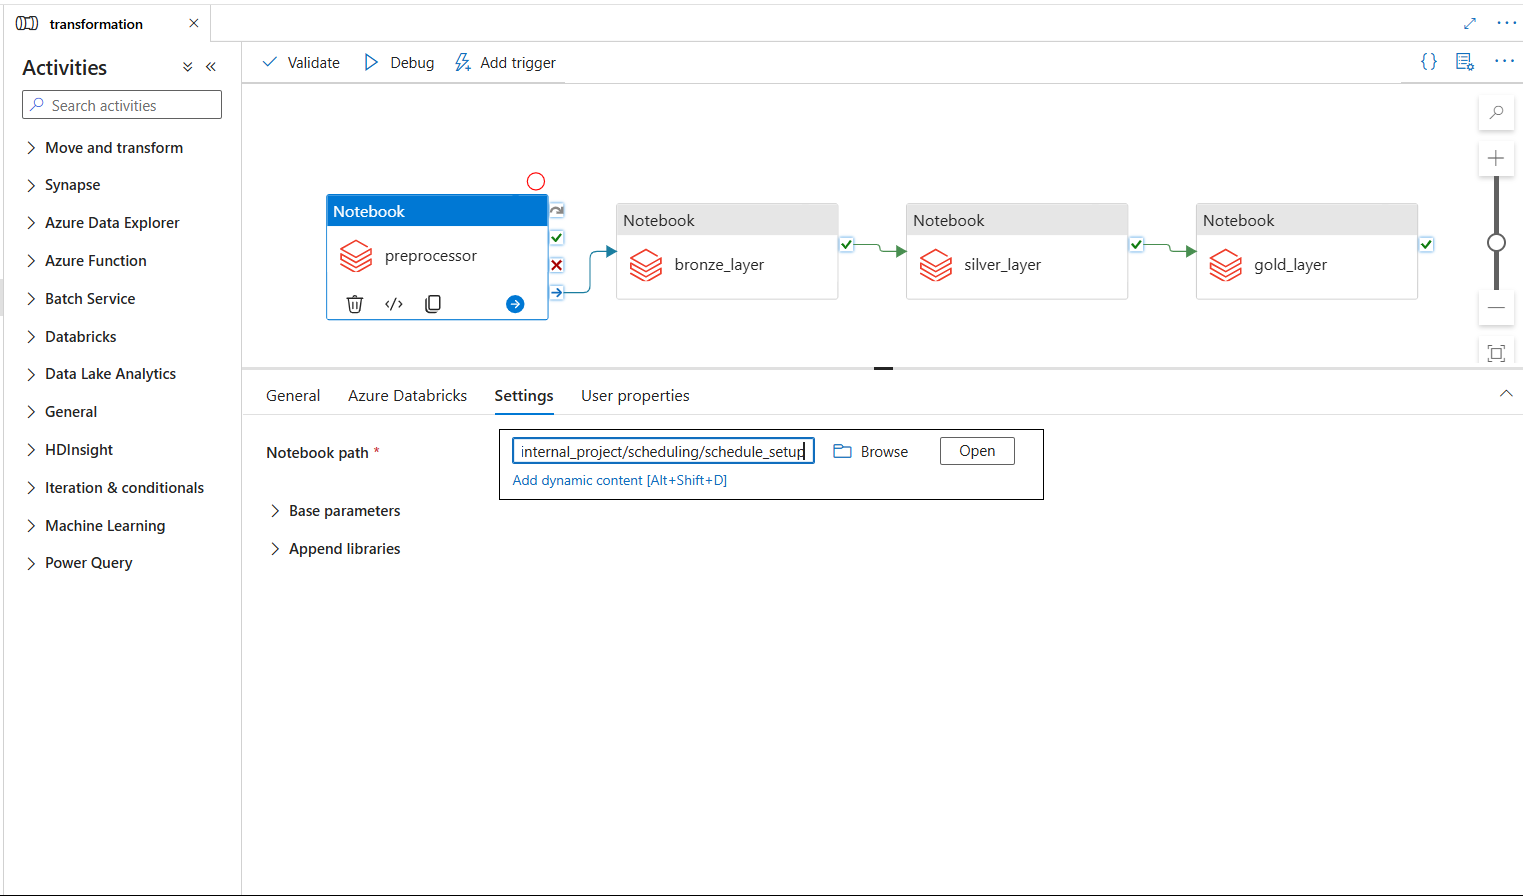 transformation
Activities
Search activities
Move and transform
Synapse
Azure Data Explorer
Azure Function
Batch Service
Databricks
Data Lake Analytics
General
HDInsight
Iteration & conditionals
Machine Learning
Power Query
Validate
Debug
Add trigger
Notebook
preprocessor
Notebook
bronze_layer
Notebook
silver_layer
Notebook
gold_layer
General
Azure Databricks
Settings
User properties
Notebook path *
internal_project/scheduling/schedule_setup
Browse
Open
Add dynamic content [Alt+Shift+D]
Base parameters
Append libraries